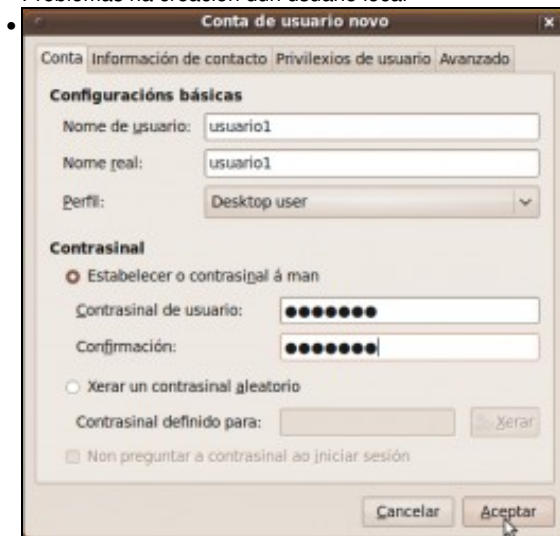 Problemas na creación dun usuario local
Conta de usuario novo
Conta Información de contacto Privilexios de usuario Avanzado
Configuracións básicas
Nome de usuario: usuario1
Nome real: usuario1
Perfil: Desktop user
Contrasinal
Estabelecer o contrasinal á man
Contrasinal de usuario: ●●●●●●●
Confirmación: ●●●●●●●
Xerar un contrasinal aleatorio
Contrasinal definido para: Xerar
Non preguntar a contrasinal ao iniciar sesión
Cancelar Aceptar